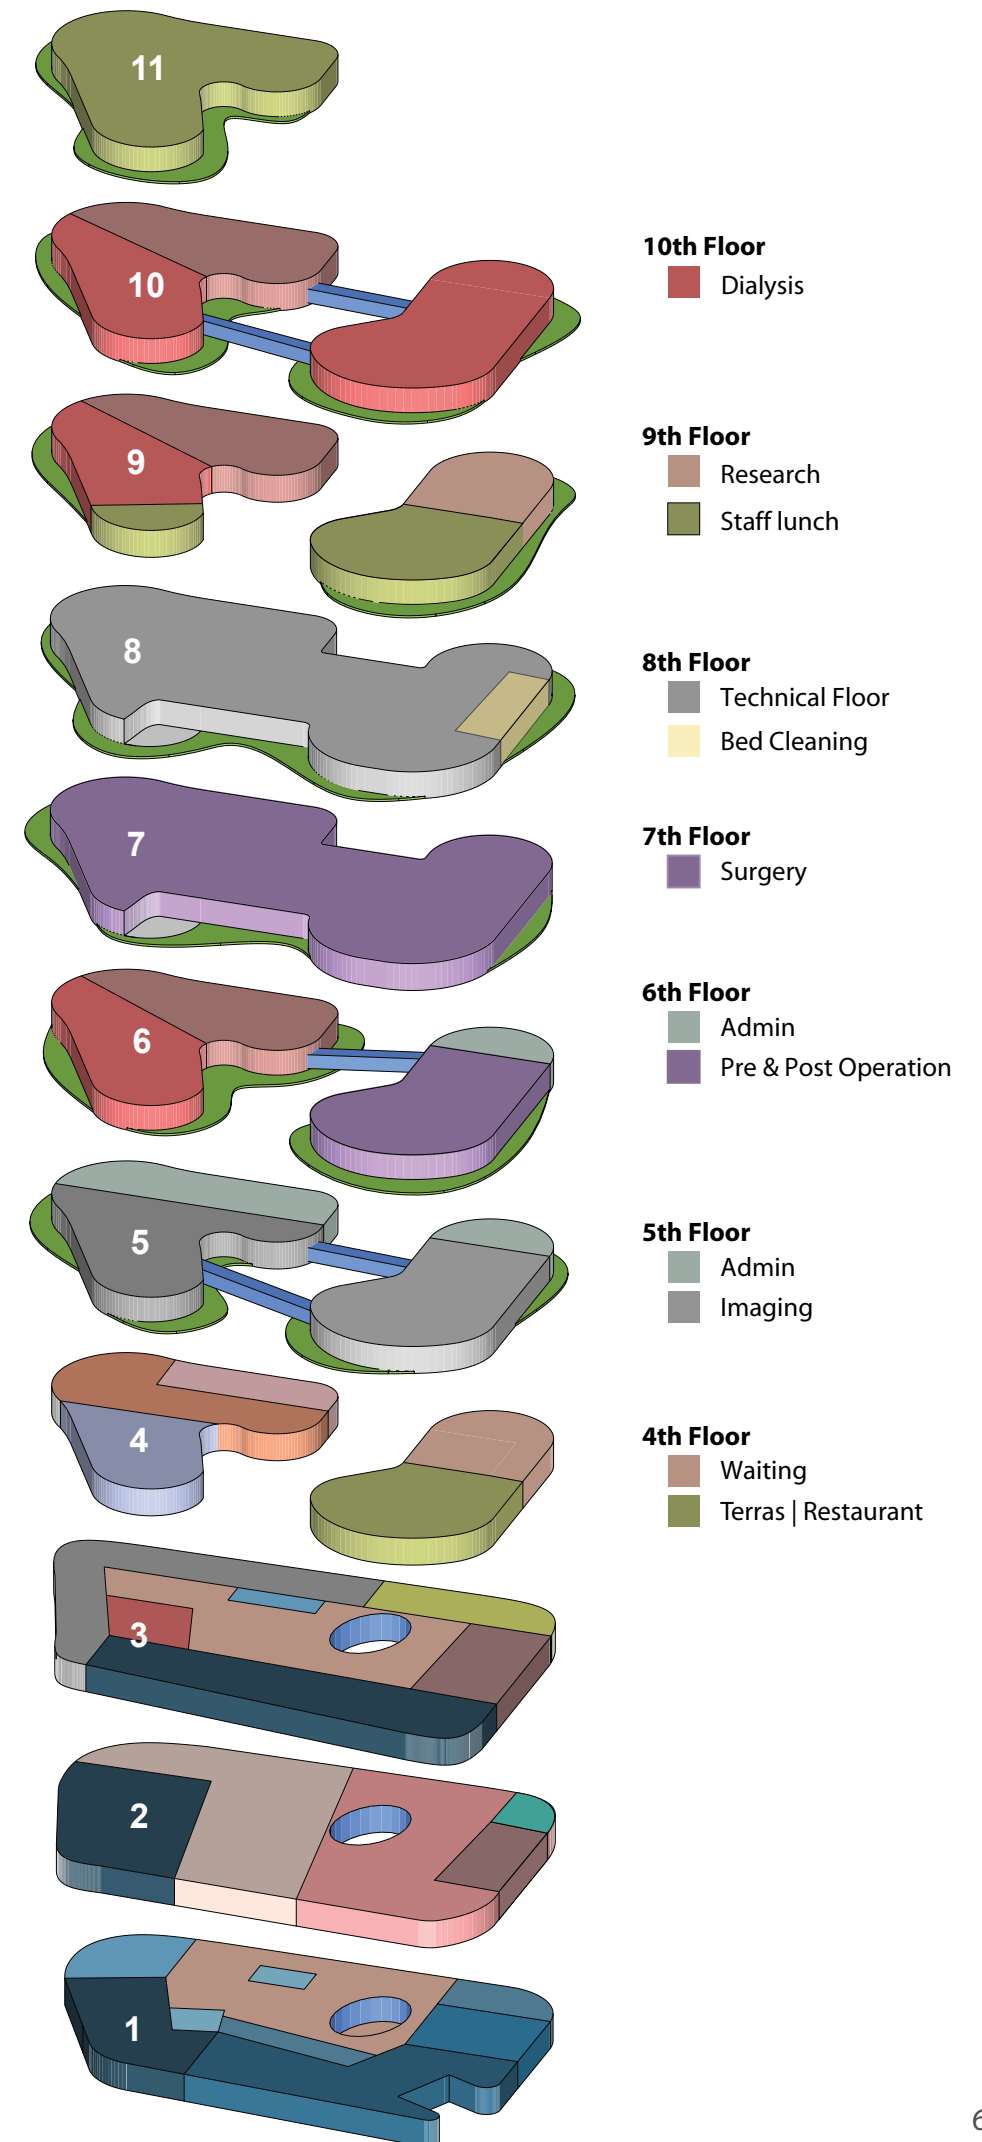 11
10
10th Floor
Dialysis
9
9th Floor
Research
Staff lunch
8
8th Floor
Technical Floor
Bed Cleaning
7
7th Floor
Surgery
6
6th Floor
Admin
Pre & Post Operation
5
5th Floor
Admin
Imaging
4
4th Floor
Waiting
Terras | Restaurant
3
2
1